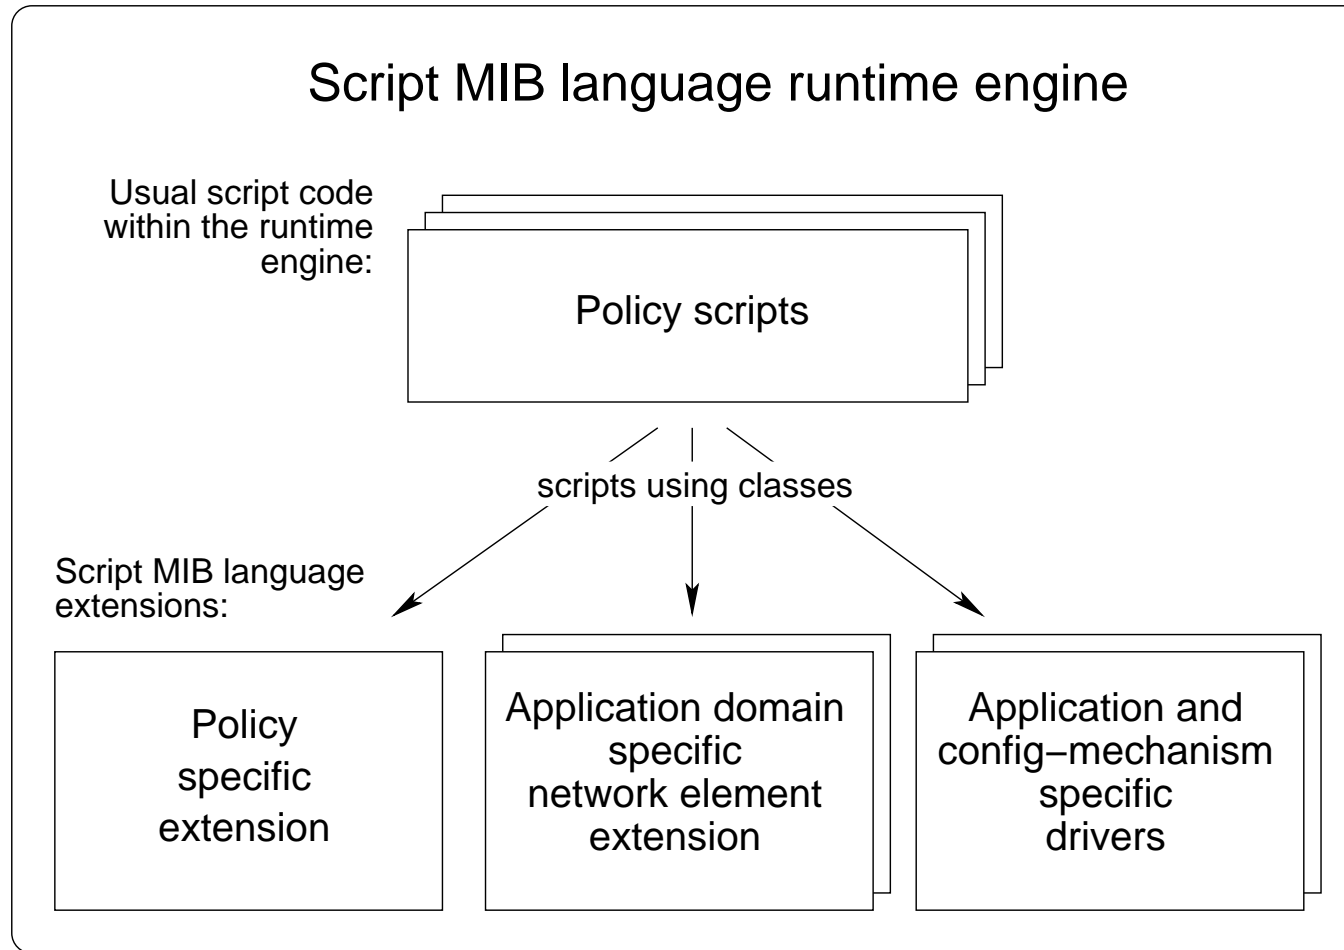 Script MIB language runtime engine
Usual script code
within the runtime
engine:
Policy scripts
scripts using classes
Script MIB language
extensions:
Policy
specific
extension
Application domain
specific
network element
extension
Application and
config−mechanism
specific
drivers